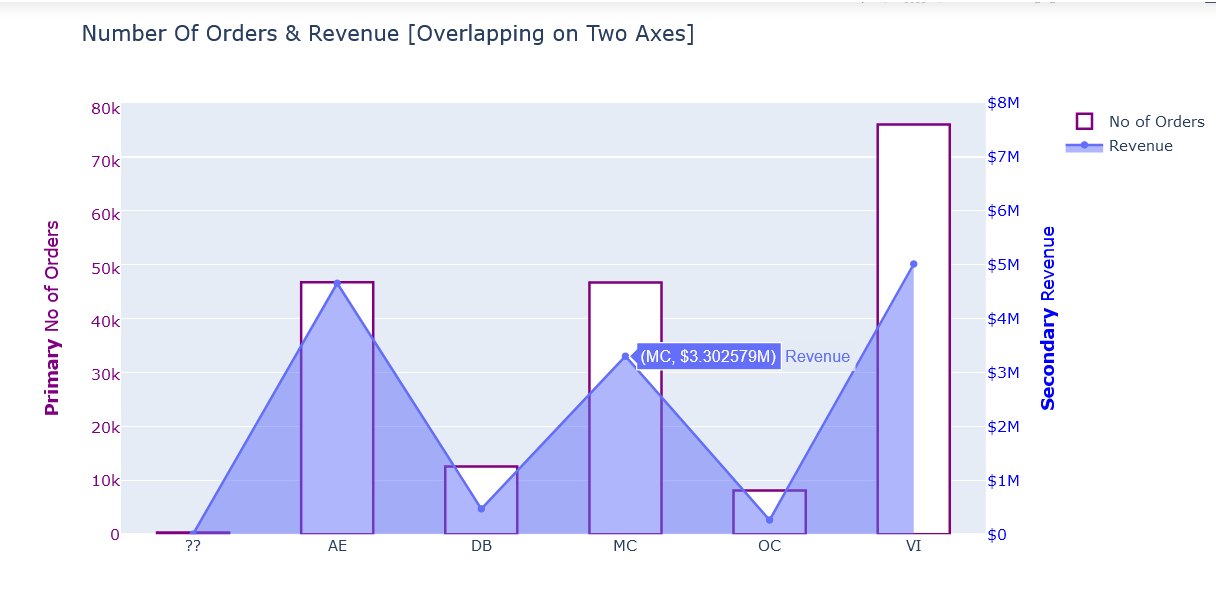 Number Of Orders & Revenue [Overlapping on Two Axes]
80k
70k
60k
50k
40k
30k
20k
10k
0
Primary No of Orders
$8M
$7M
$6M
$5M
$4M
$3M
$2M
$1M
$0
Secondary Revenue
No of Orders
Revenue
(MC, $3.302579M) Revenue
?? AE DB MC OC VI